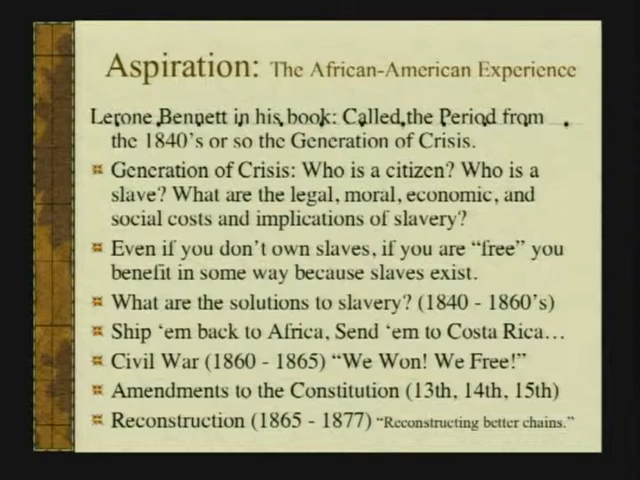 Aspiration: The African-American Experience
Lerone Bennett in his book: Called the Period from
the 1840's or so the Generation of Crisis.
Generation of Crisis: Who is a citizen? Who is a
slave? What are the legal, moral, economic, and
social costs and implications of slavery?
Even if you don't own slaves, if you are “free” you
benefit in some way because slaves exist.
What are the solutions to slavery? (1840 - 1860's)
Ship ‘em back to Africa, Send ‘em to Costa Rica…
Civil War (1860 - 1865) “We Won! We Free!”
Amendments to the Constitution (13th, 14th, 15th)
Reconstruction (1865 - 1877) “Reconstructing better chains.”